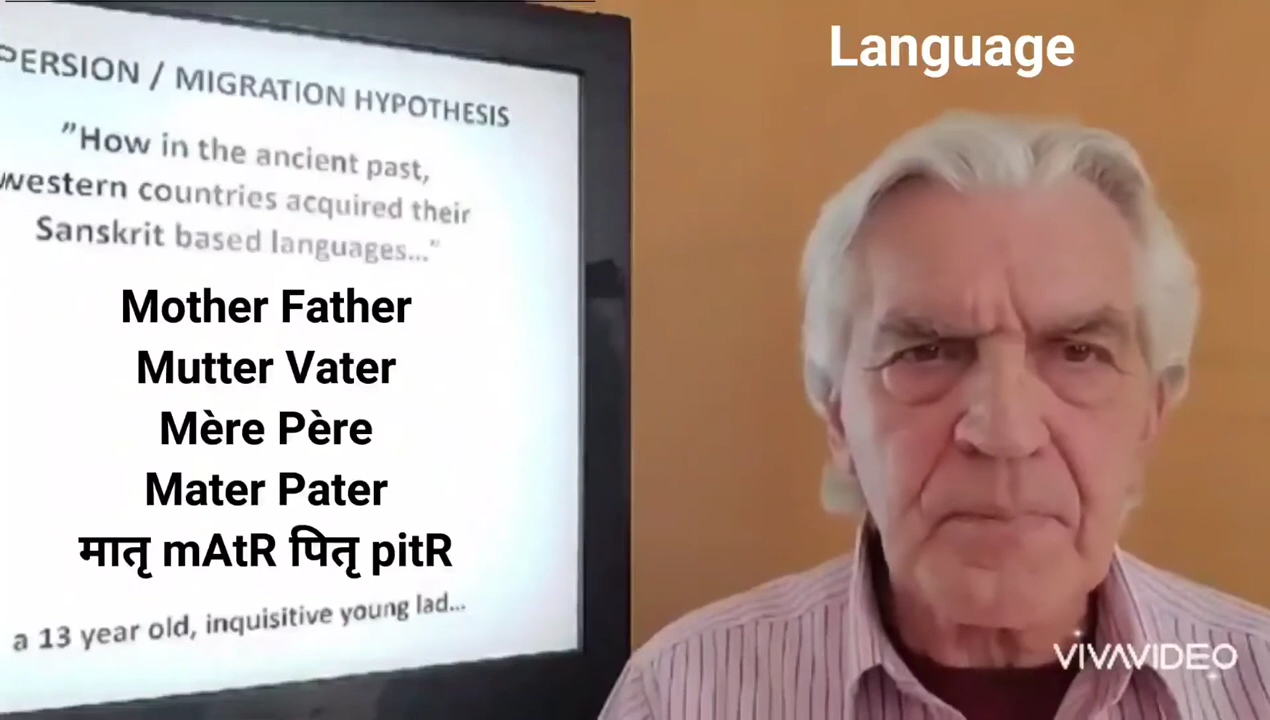 Language
PERSION / MIGRATION HYPOTHESIS
"How in the ancient past,
western countries acquired their
Sanskrit based languages..."
Mother Father
Mutter Vater
Mère Père
Mater Pater
मातृ mAtR पितृ pitR
a 13 year old, inquisitive young lad...
VIVAVIDEO